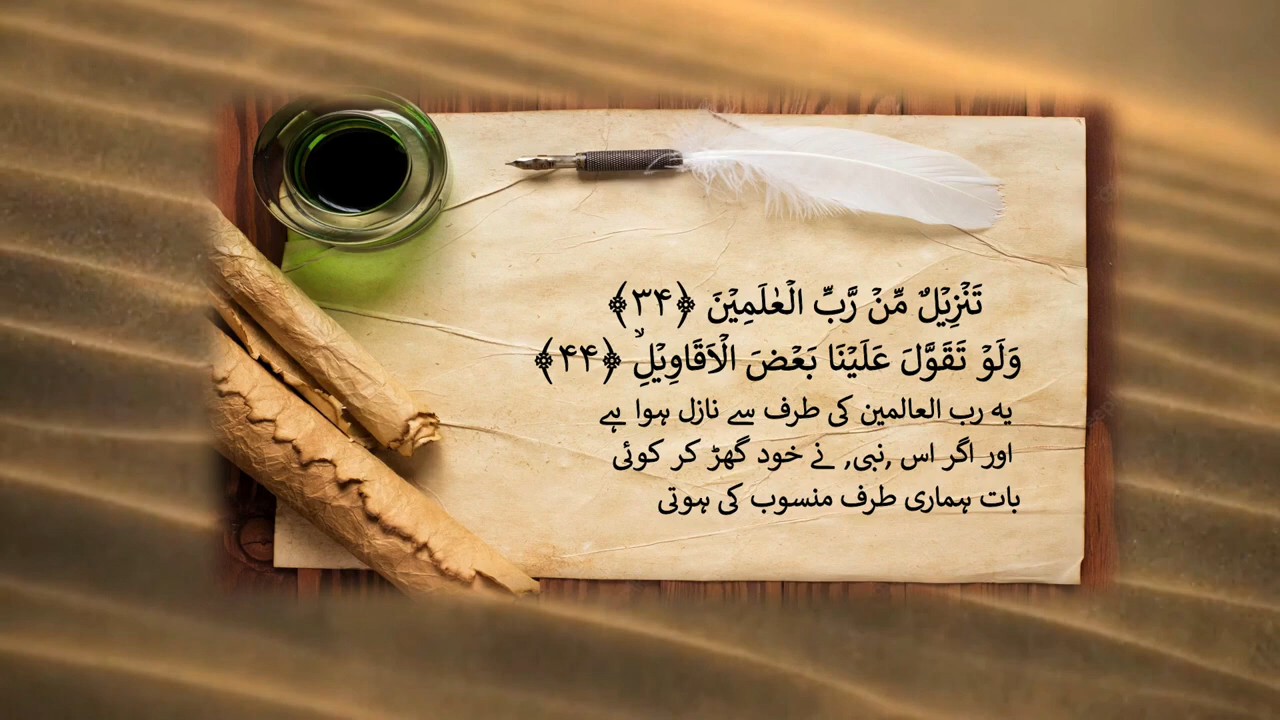 تَنۡزِیۡلٌ مِّنۡ رَّبِّ الۡعٰلَمِیۡنَ ﴿۳۴﴾
وَلَوۡ تَقَوَّلَ عَلَیۡنَا بَعۡضَ الۡاَقَاوِیۡلِ ۙ﴿۴۴﴾
یہ رب العالمین کی طرف سے نازل ہوا ہے
اور اگر اس ,نبی, نے خود گھڑ کر کوئی
بات ہماری طرف منسوب کی ہوتی